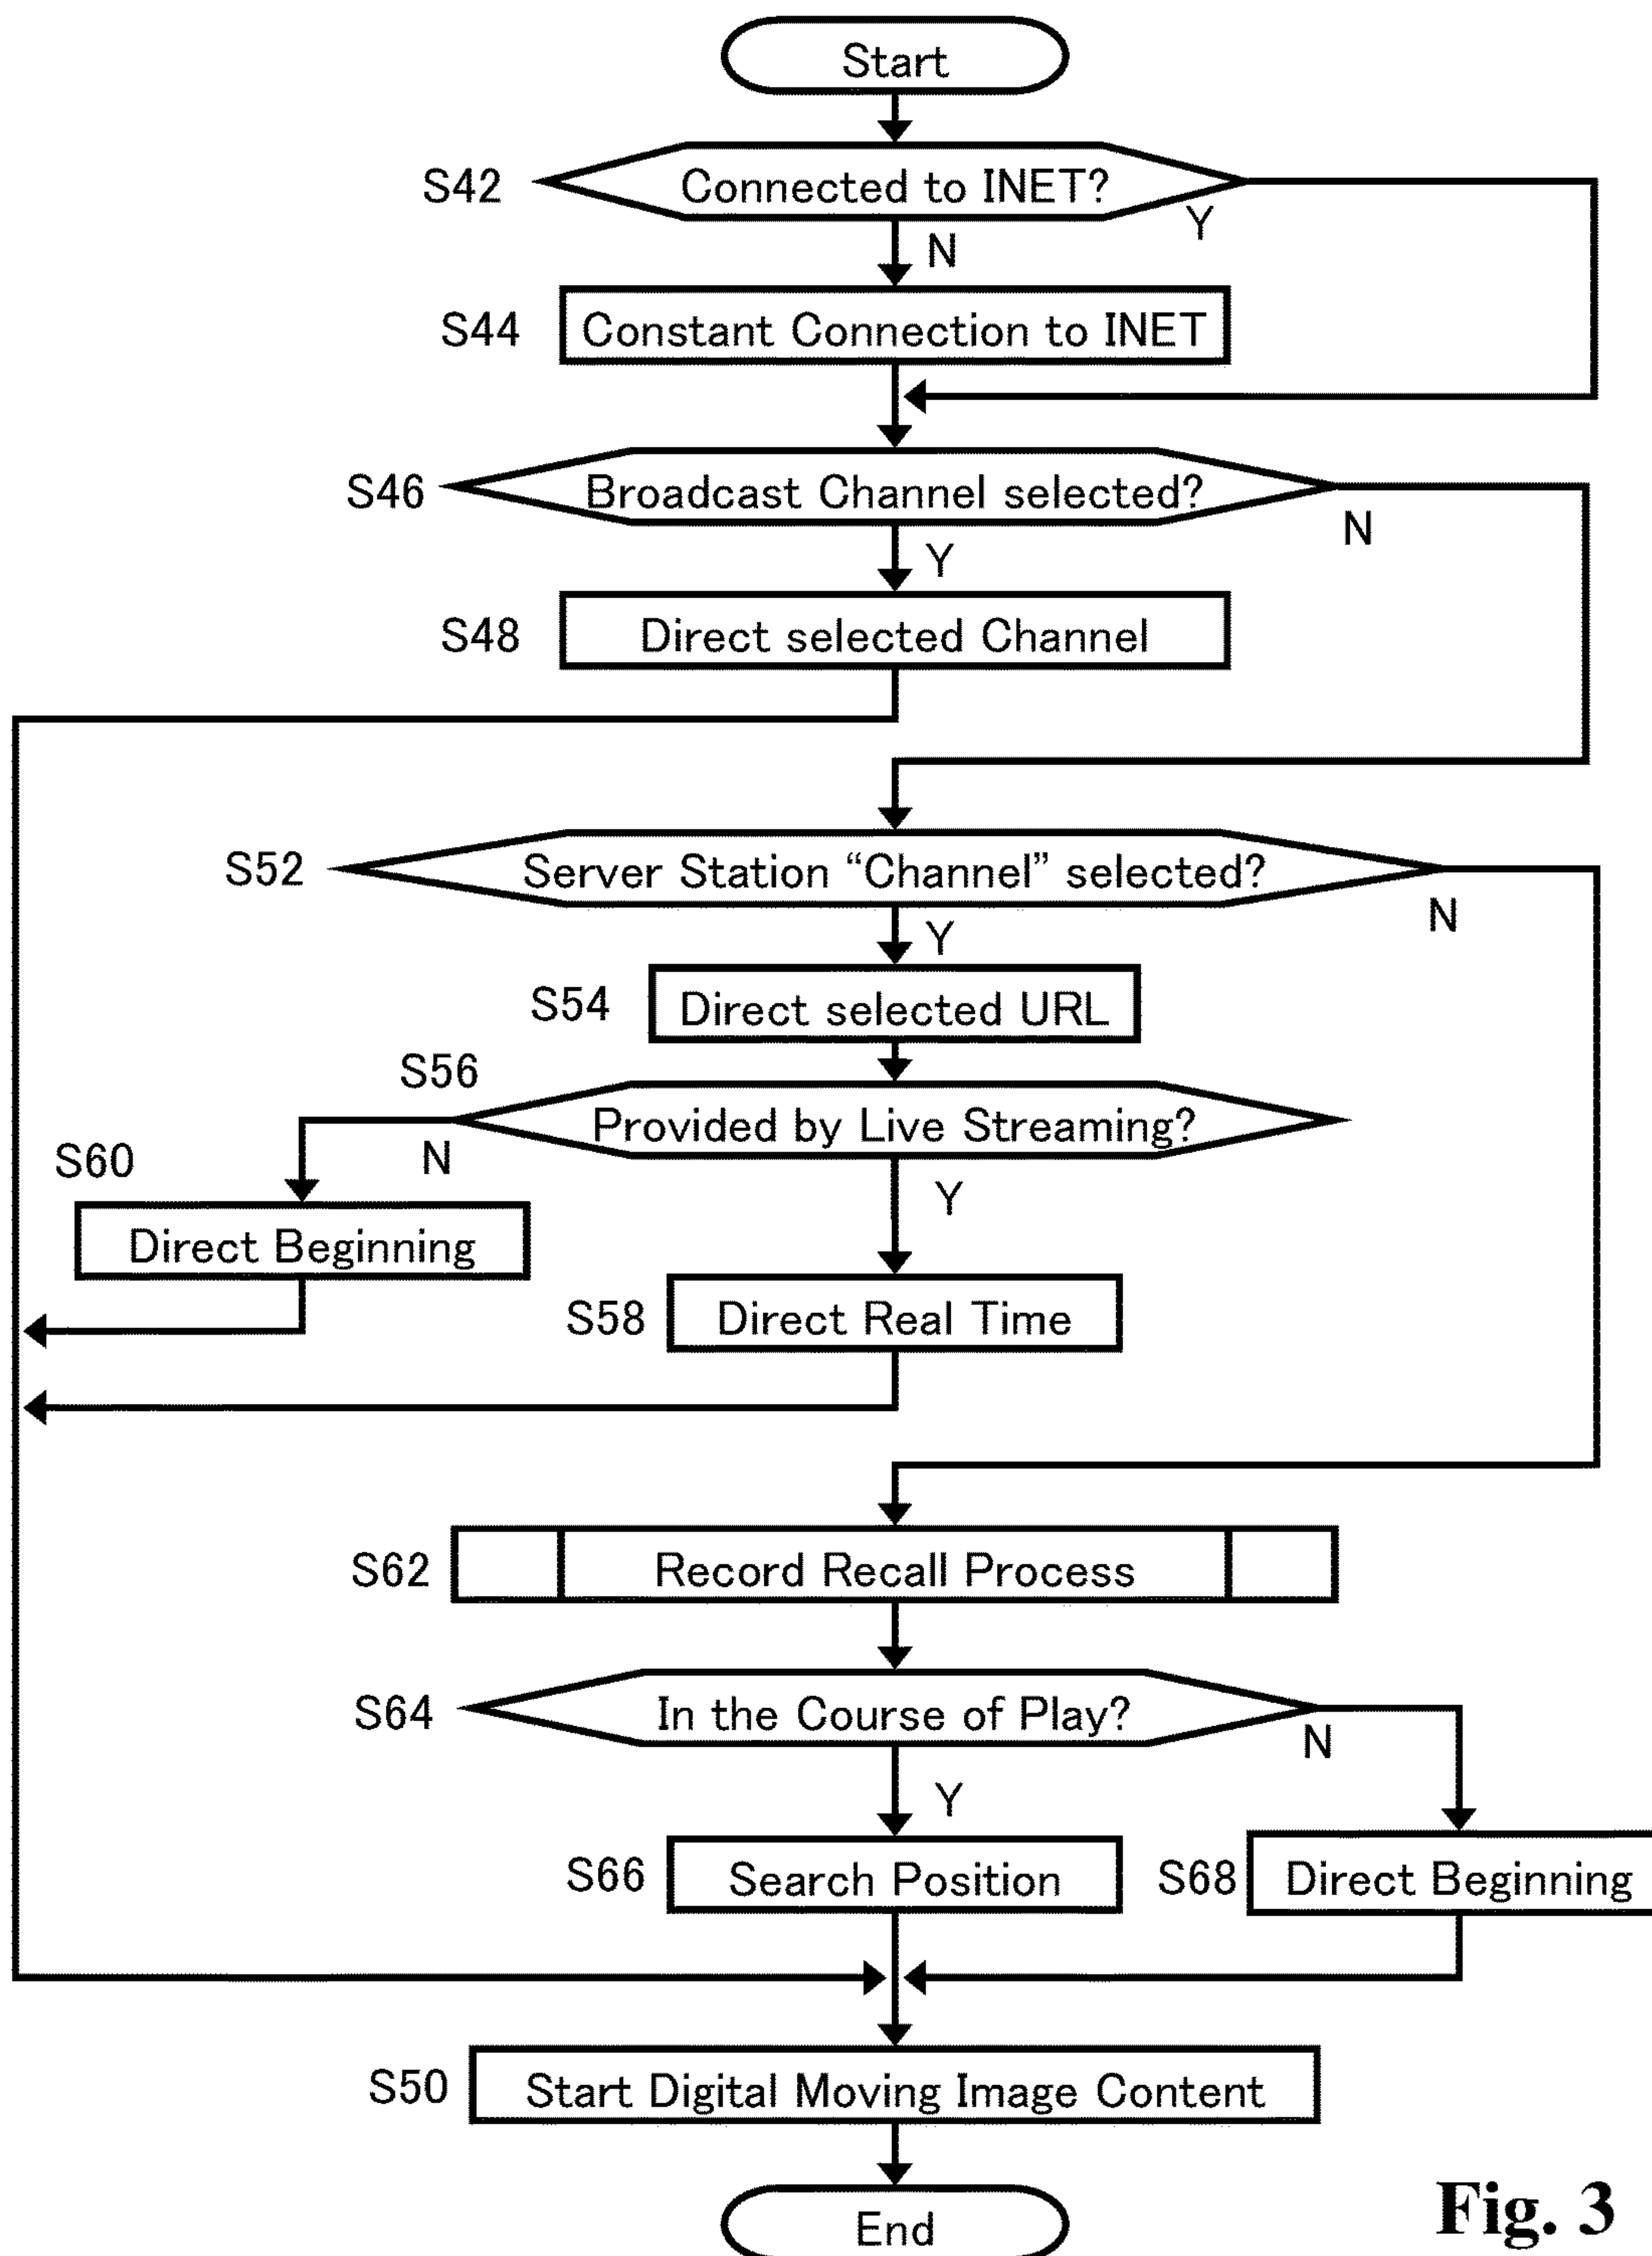 Start
S42
Connected to INET?
Y
N
S44
Constant Connection to INET
S46
Broadcast Channel selected?
N
Y
S48
Direct selected Channel
S52
Server Station “Channel” selected?
N
Y
S54
Direct selected URL
S56
Provided by Live Streaming?
N
Y
S60
Direct Beginning
S58
Direct Real Time
S62
Record Recall Process
S64
In the Course of Play?
N
Y
S66
Search Position
S68
Direct Beginning
S50
Start Digital Moving Image Content
End
Fig. 3